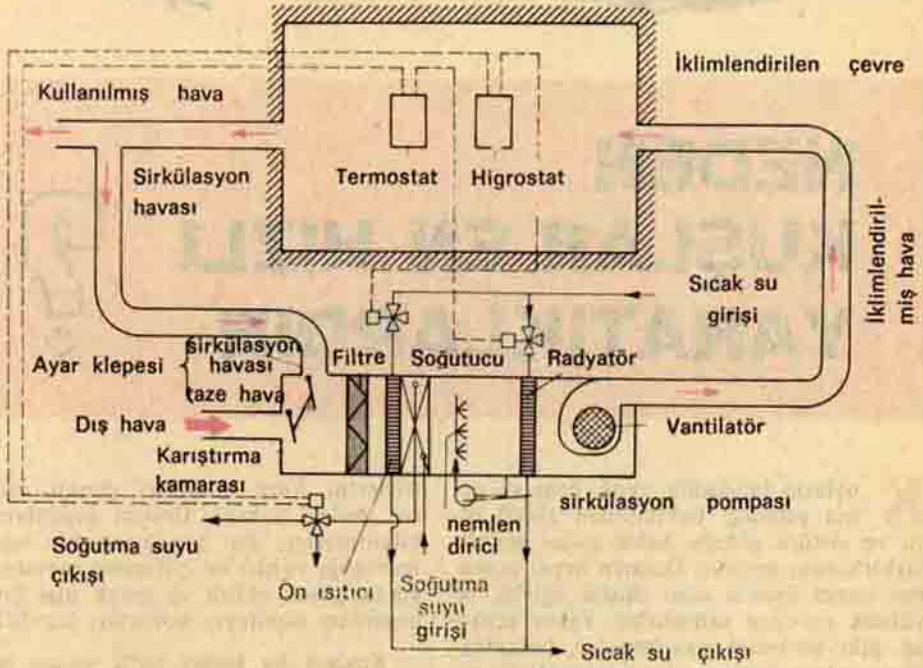 İklimlendirilen çevre
Kullanılmış hava
Sirkülasyon
havası
Termostat
Higrostat
İklimlendiril-
miş hava
Sıcak su
girişi
Ayar klepesi
sirkülasyon
havası
taze hava
Filtre
Soğutucu
Radyatör
Dış hava
Vantilatör
Karıştırma
kamarası
sirkülasyon pompası
nemlen
dirici
Soğutma suyu
çıkışı
Ön ısıtıcı
Soğutma
suyu
girişi
Sıcak su çıkışı